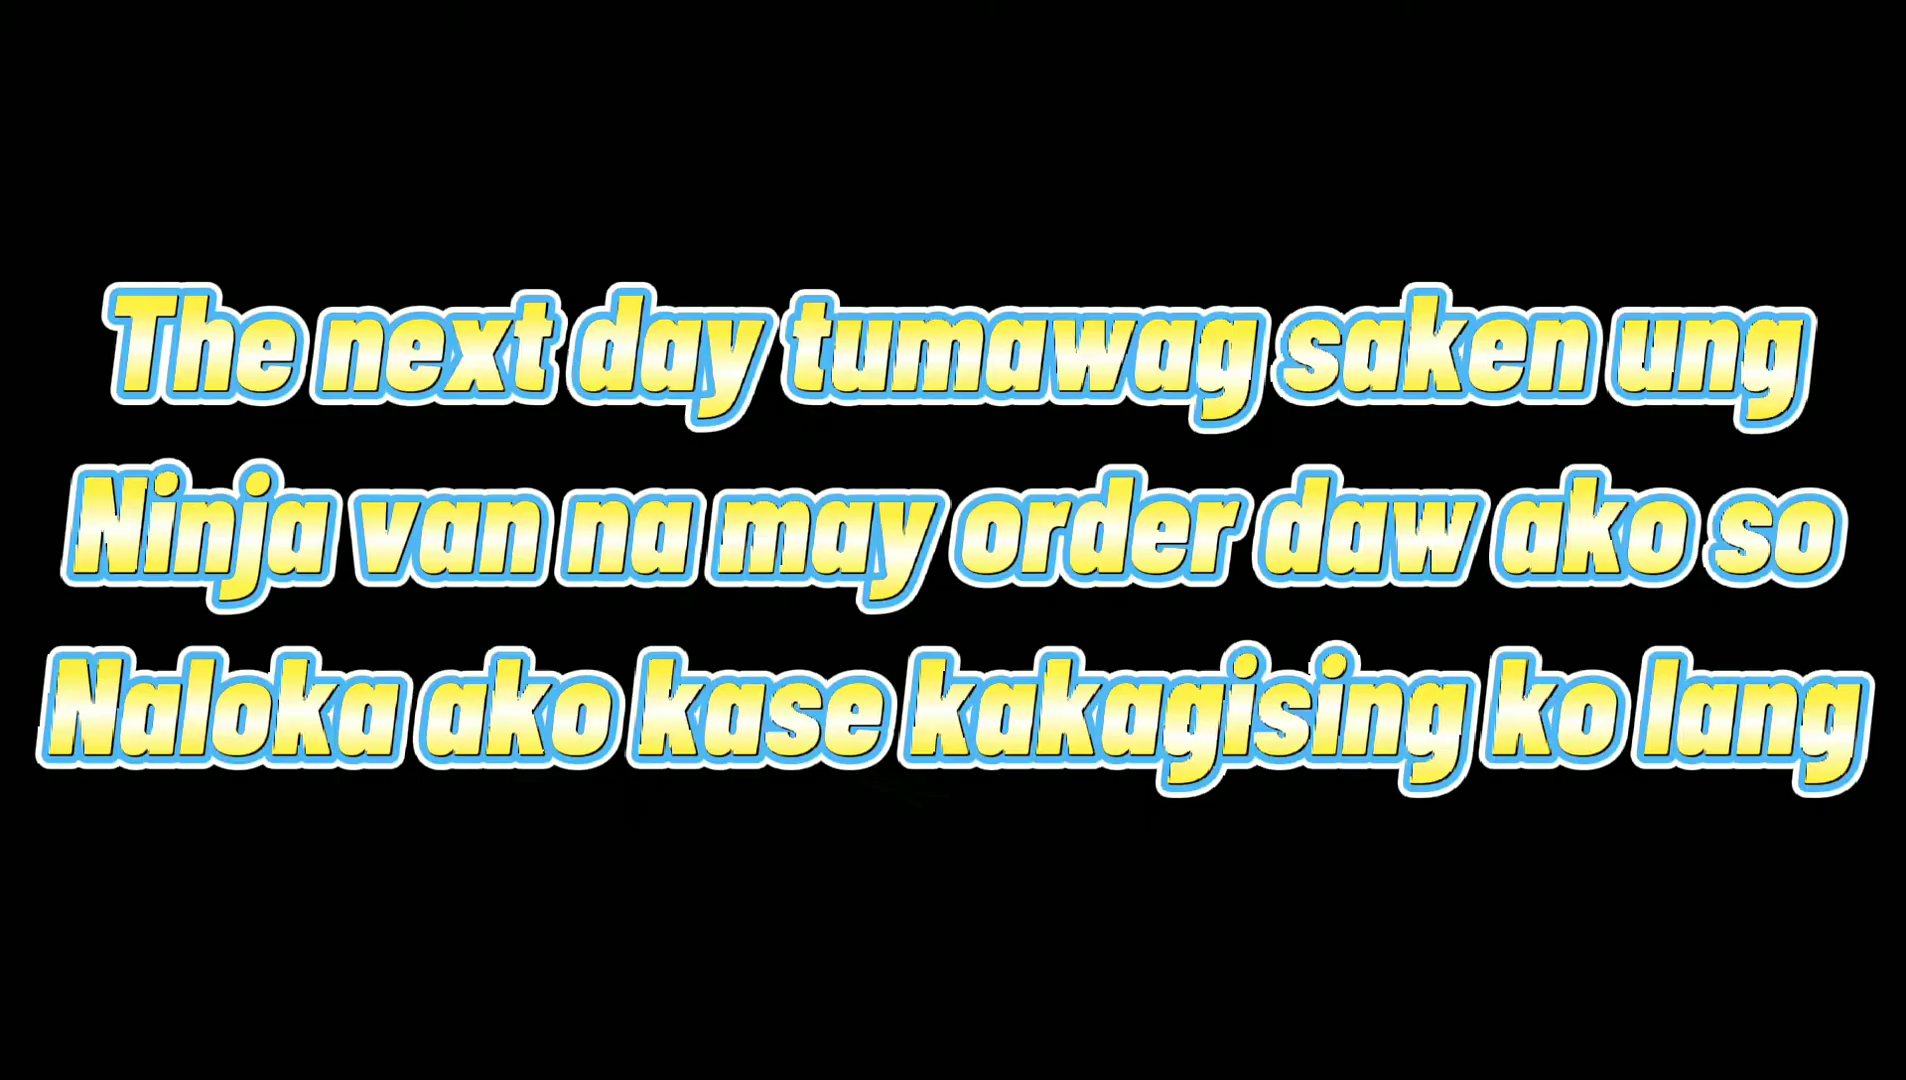 The next day tumawag saken ung
Ninja van na may order daw ako so
Naloka ako kase kakagising ko lang